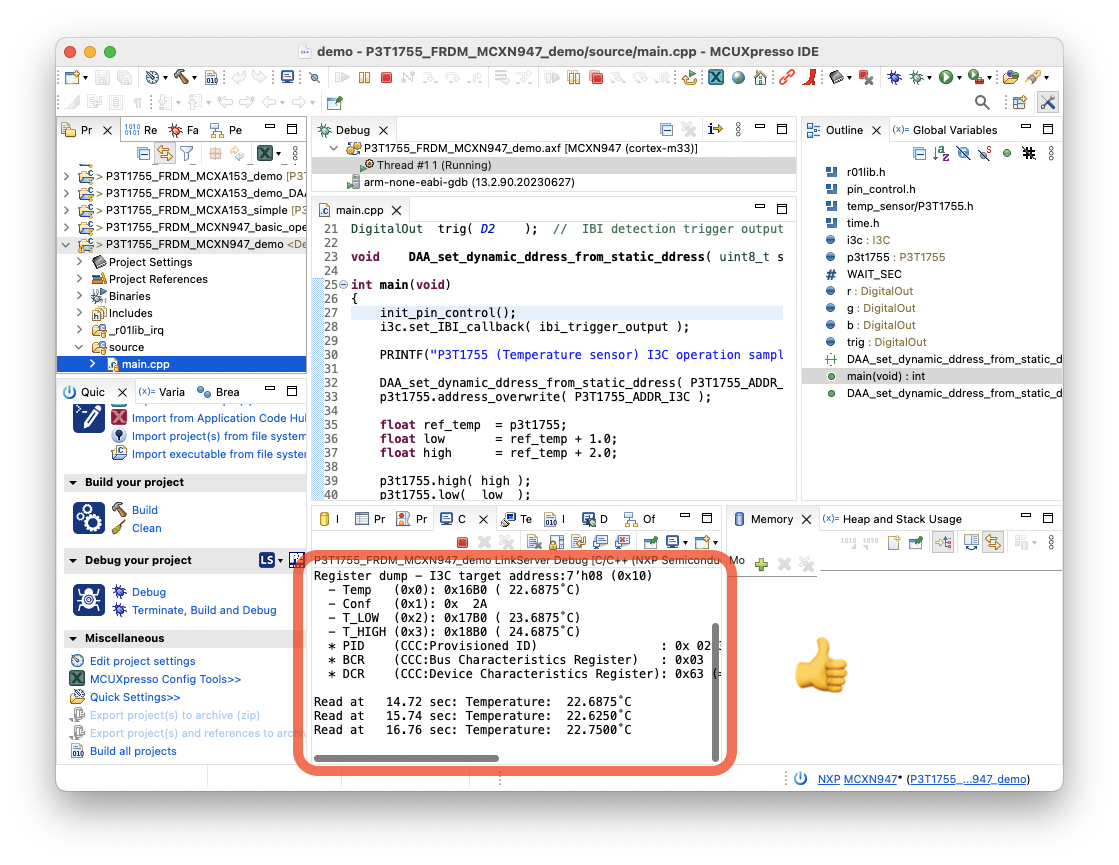 demo - P3T1755_FRDM_MCXN947_demo/source/main.cpp - MCUXpresso IDE
Pr
Re
Fa
Pe
> P3T1755_FRDM_MCXA153_demo [P3T
> P3T1755_FRDM_MCXA153_demo_DAA
> P3T1755_FRDM_MCXA153_simple [P3
> P3T1755_FRDM_MCXN947_basic_ope
> P3T1755_FRDM_MCXN947_demo <De
Project Settings
Project References
Binaries
Includes
_r01lib_irq
source
main.cpp
Debug
P3T1755_FRDM_MCXN947_demo.axf [MCXN947 (cortex-m33)]
Thread #1 1 (Running)
arm-none-eabi-gdb (13.2.90.20230627)
main.cpp
21 DigitalOut  trig( D2    );  //  IBI detection trigger output
22
23 void    DAA_set_dynamic_ddress_from_static_ddress( uint8_t s
24
25 int main(void)
26 {
27     init_pin_control();
28     i3c.set_IBI_callback( ibi_trigger_output );
29
30     PRINTF("P3T1755 (Temperature sensor) I3C operation sampl
31
32     DAA_set_dynamic_ddress_from_static_ddress( P3T1755_ADDR_
33     p3t1755.address_overwrite( P3T1755_ADDR_I3C );
34
35     float ref_temp  = p3t1755;
36     float low       = ref_temp + 1.0;
37     float high      = ref_temp + 2.0;
38
39     p3t1755.high( high );
40     p3t1755.low(  low  );
Outline
(x)= Global Variables
r01lib.h
pin_control.h
temp_sensor/P3T1755.h
time.h
i3c : I3C
p3t1755 : P3T1755
# WAIT_SEC
r : DigitalOut
g : DigitalOut
b : DigitalOut
trig : DigitalOut
DAA_set_dynamic_ddress_from_static_d
main(void) : int
DAA_set_dynamic_ddress_from_static_d
Quic
(x)= Varia
Brea
Import from Application Code Hu
Import project(s) from file system
Import executable from file syster
Build your project
Build
Clean
Debug your project
LS
Debug
Terminate, Build and Debug
Miscellaneous
Edit project settings
MCUXpresso Config Tools>>
Quick Settings>>
Export project(s) to archive (zip)
Export project(s) and references to archiv
Build all projects
I
Pr
Pr
C
Te
I
D
Of
P3T1755_FRDM_MCXN947_demo LinkServer Debug [C/C++ (NXP Semicondu
Register dump – I3C target address:7’h08 (0x10)
– Temp   (0x0): 0x16B0 ( 22.6875˚C)
– Conf   (0x1): 0x  2A
– T_LOW  (0x2): 0x17B0 ( 23.6875˚C)
– T_HIGH (0x3): 0x18B0 ( 24.6875˚C)
* PID    (CCC:Provisioned ID)                 : 0x 02
* BCR    (CCC:Bus Characteristics Register)   : 0x03
* DCR    (CCC:Device Characteristics Register): 0x63 (=
Read at   14.72 sec: Temperature:  22.6875˚C
Read at   15.74 sec: Temperature:  22.6250˚C
Read at   16.76 sec: Temperature:  22.7500˚C
Memory
(x)= Heap and Stack Usage
Mo
NXP MCXN947* (P3T1755_...947_demo)